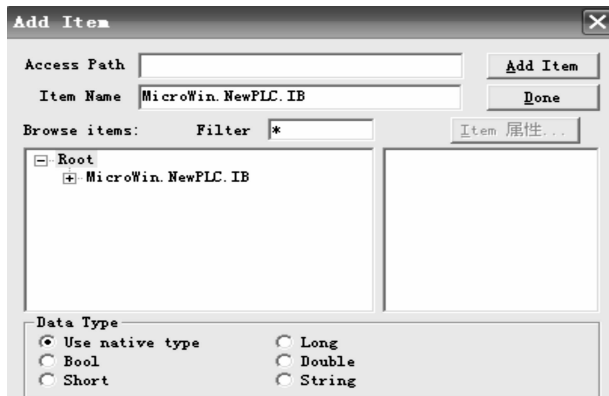 Add Item
Access Path
Add Item
Item Name MicroWin.NewPLC.IB
Done
Browse items: Filter *
Item 属性...
Root
MicroWin.NewPLC.IB
Data Type
Use native type Long
Bool Double
Short String